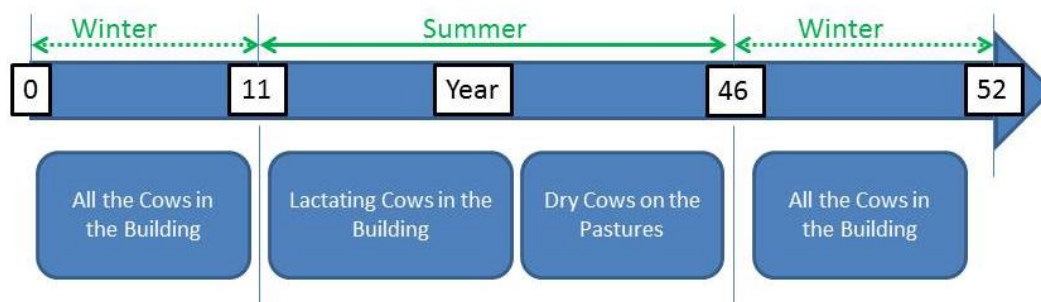 Winter
Summer
Winter
0
11
Year
46
52
All the Cows in
the Building
Lactating Cows in the
Building
Dry Cows on the
Pastures
All the Cows in
the Building